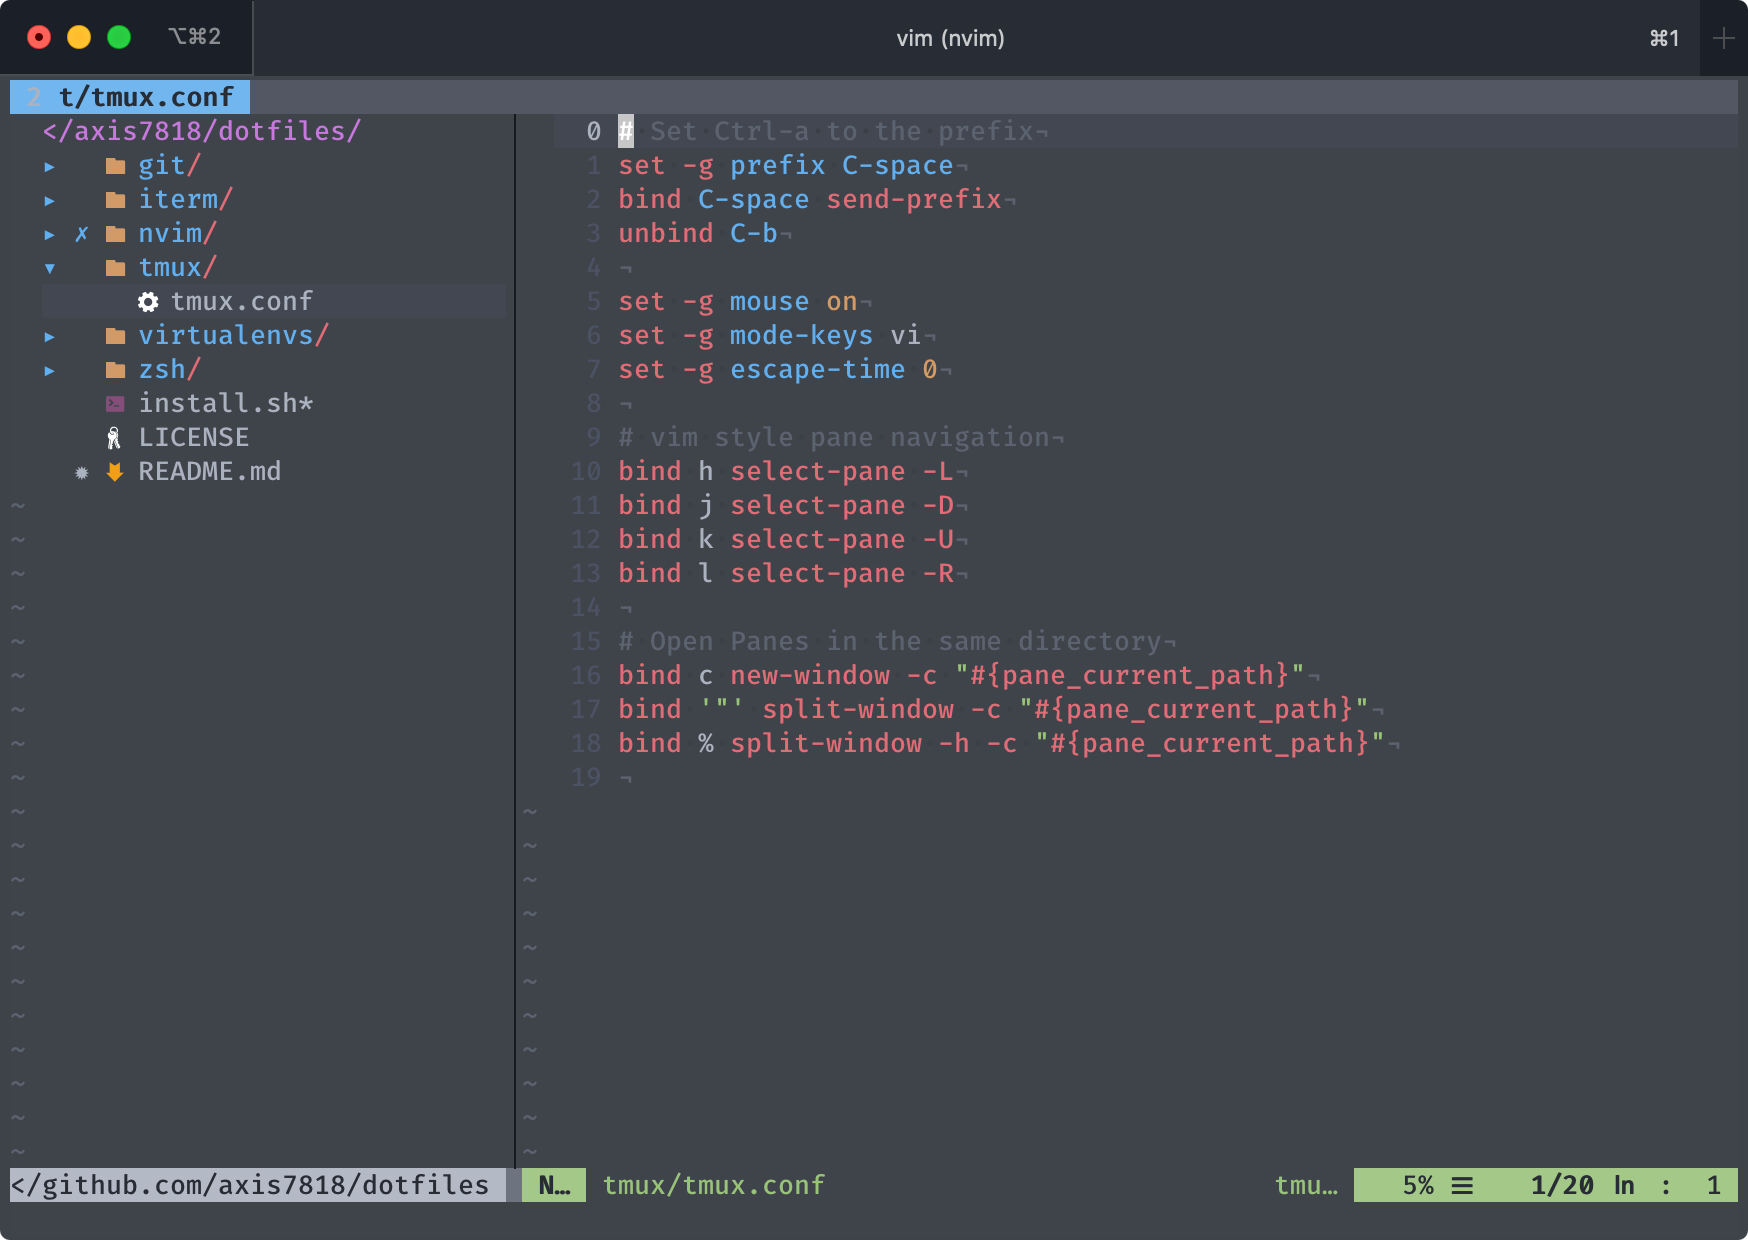 ⌥⌘2
vim (nvim)
⌘1
2 t/tmux.conf
</axis7818/dotfiles/
▸ git/
▸ iterm/
▸ ✗ nvim/
▾ tmux/
tmux.conf
▸ virtualenvs/
▸ zsh/
install.sh*
LICENSE
✹ README.md
0 # Set Ctrl-a to the prefix¬
1 set -g prefix C-space¬
2 bind C-space send-prefix¬
3 unbind C-b¬
4 ¬
5 set -g mouse on¬
6 set -g mode-keys vi¬
7 set -g escape-time 0¬
8 ¬
9 # vim style pane navigation¬
10 bind h select-pane -L¬
11 bind j select-pane -D¬
12 bind k select-pane -U¬
13 bind l select-pane -R¬
14 ¬
15 # Open Panes in the same directory¬
16 bind c new-window -c "#{pane_current_path}"¬
17 bind '"' split-window -c "#{pane_current_path}"¬
18 bind % split-window -h -c "#{pane_current_path}"¬
19 ¬
</github.com/axis7818/dotfiles
N… tmux/tmux.conf
tmu… 5% ☰ 1/20 ln : 1